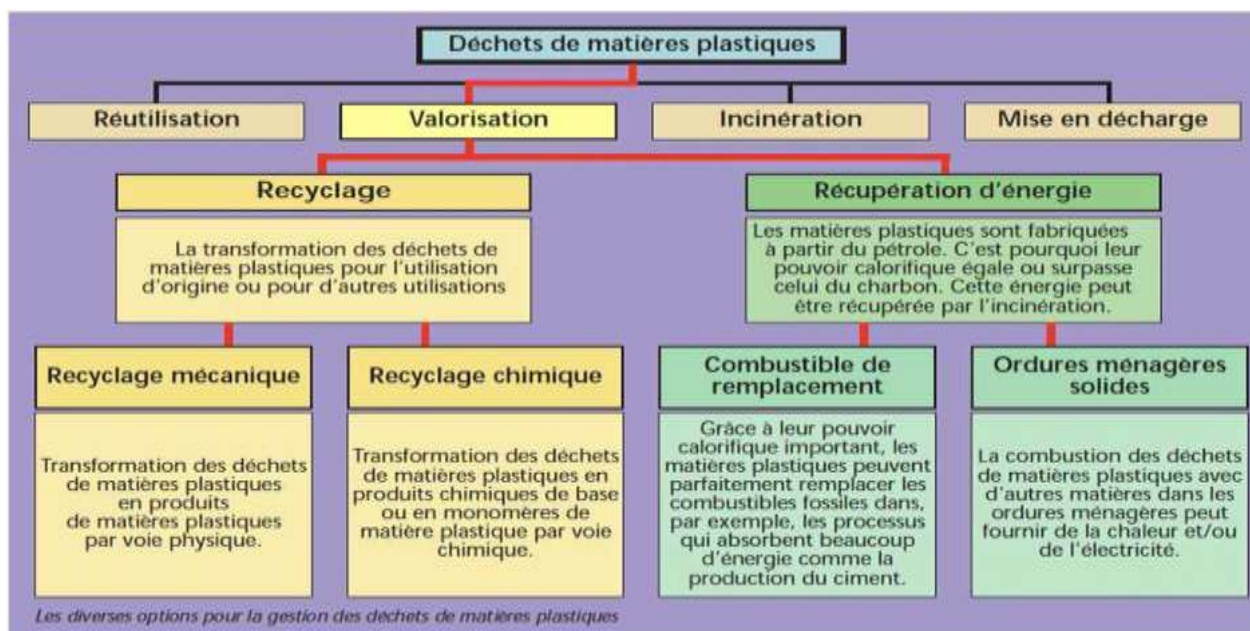 Déchets de matières plastiques
Réutilisation
Valorisation
Incinération
Mise en décharge
Recyclage
Récupération d'énergie
La transformation des déchets de
matières plastiques pour l'utilisation
d'origine ou pour d'autres utilisations
Les matières plastiques sont fabriquées
à partir du pétrole. C'est pourquoi leur
pouvoir calorifique égale ou surpasse
celui du charbon. Cette énergie peut
être récupérée par l'incinération.
Recyclage mécanique
Recyclage chimique
Combustible de
remplacement
Ordures ménagères
solides
Transformation des déchets
de matières plastiques
en produits
de matières plastiques
par voie physique.
Transformation des déchets
de matières plastiques en
produits chimiques de base
ou en monomères de
matière plastique par voie
chimique.
Grâce à leur pouvoir
calorifique important, les
matières plastiques peuvent
parfaitement remplacer les
combustibles fossiles dans,
par exemple, les processus
qui absorbent beaucoup
d'énergie comme la
production du ciment.
La combustion des déchets
de matières plastiques avec
d'autres matières dans les
ordures ménagères peut
fournir de la chaleur et/ou
de l'électricité.
Les diverses options pour la gestion des déchets de matières plastiques